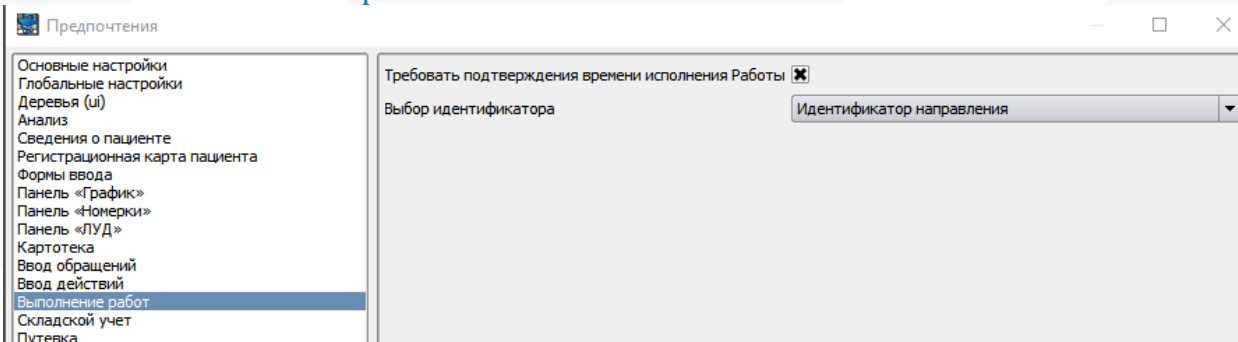 Предпочтения
Основные настройки
Глобальные настройки
Деревья (ui)
Анализ
Сведения о пациенте
Регистрационная карта пациента
Формы ввода
Панель «График»
Панель «Номерки»
Панель «ЛУД»
Картотека
Ввод обращений
Ввод действий
Выполнение работ
Складской учет
Путевка
Требовать подтверждения времени исполнения Работы
Выбор идентификатора
Идентификатор направления